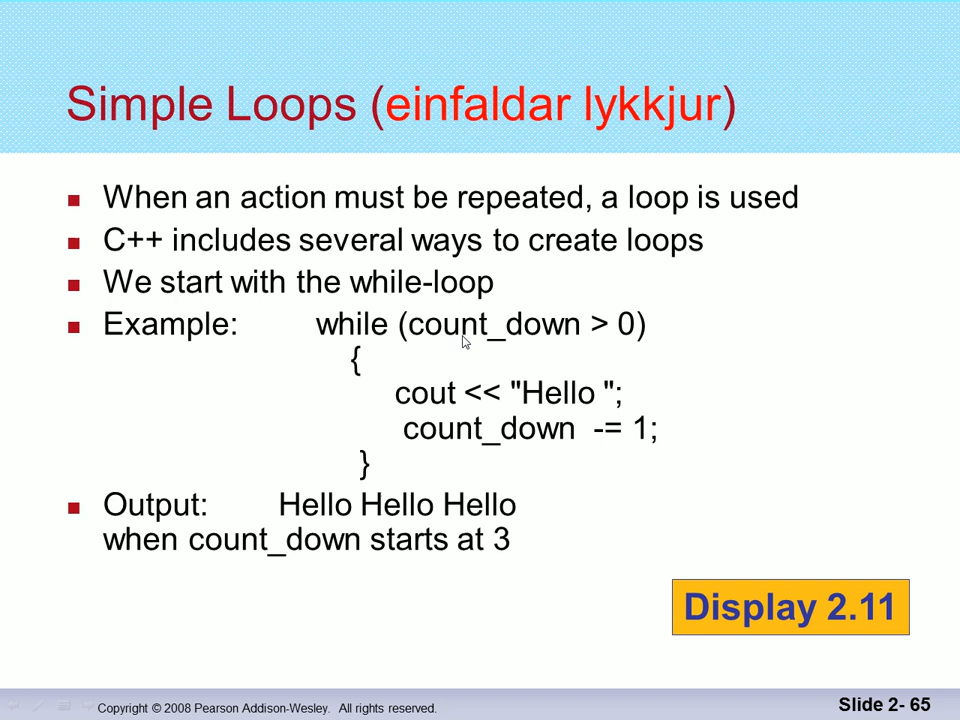 Simple Loops (einfaldar lykkjur)
When an action must be repeated, a loop is used
C++ includes several ways to create loops
We start with the while-loop
Example: while (count_down > 0)
{
cout << "Hello ";
count_down -= 1;
}
Output: Hello Hello Hello
when count_down starts at 3
Display 2.11
Copyright © 2008 Pearson Addison-Wesley. All rights reserved.
Slide 2- 65